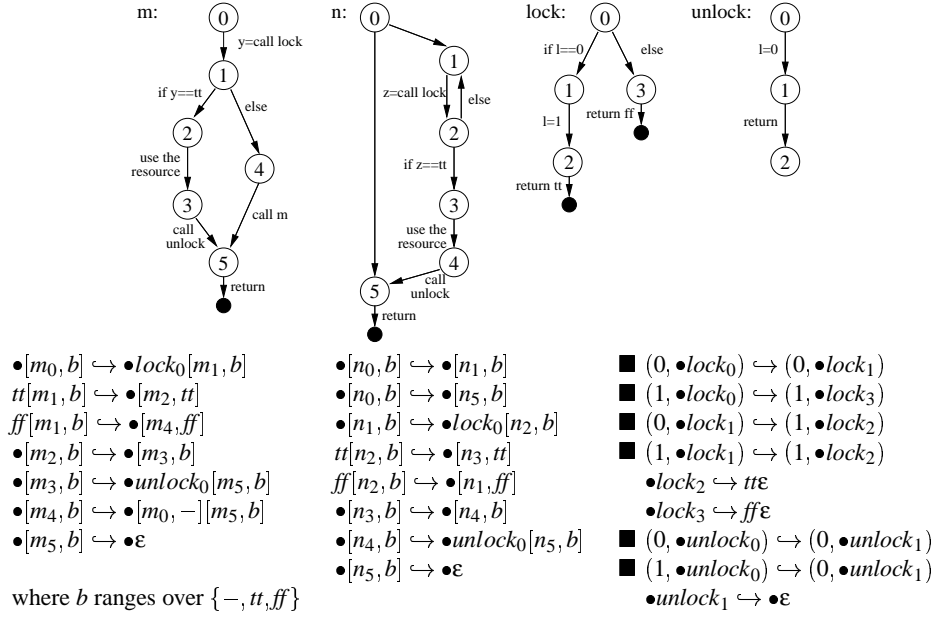 m:
n:
lock:
unlock:
0
y=call lock
1
if y==tt
else
2
use the
resource
4
3
call
unlock
call m
5
return
0
1
z=call lock
else
2
if z==tt
3
use the
resource
4
call
unlock
5
return
0
if l==0
else
1
3
l=1
return ff
2
return tt
0
l=0
1
return
2
•[m0,b] ↪ •lock0[m1,b]
tt[m1,b] ↪ •[m2,tt]
ff[m1,b] ↪ •[m4,ff]
•[m2,b] ↪ •[m3,b]
•[m3,b] ↪ •unlock0[m5,b]
•[m4,b] ↪ •[m0,−][m5,b]
•[m5,b] ↪ •ε
where b ranges over {−,tt,ff}
•[n0,b] ↪ •[n1,b]
•[n0,b] ↪ •[n5,b]
•[n1,b] ↪ •lock0[n2,b]
tt[n2,b] ↪ •[n3,tt]
ff[n2,b] ↪ •[n1,ff]
•[n3,b] ↪ •[n4,b]
•[n4,b] ↪ •unlock0[n5,b]
•[n5,b] ↪ •ε
■ (0,•lock0) ↪ (0,•lock1)
■ (1,•lock0) ↪ (1,•lock3)
■ (0,•lock1) ↪ (1,•lock2)
■ (1,•lock1) ↪ (1,•lock2)
•lock2 ↪ ttε
•lock3 ↪ ffε
■ (0,•unlock0) ↪ (0,•unlock1)
■ (1,•unlock0) ↪ (0,•unlock1)
•unlock1 ↪ •ε